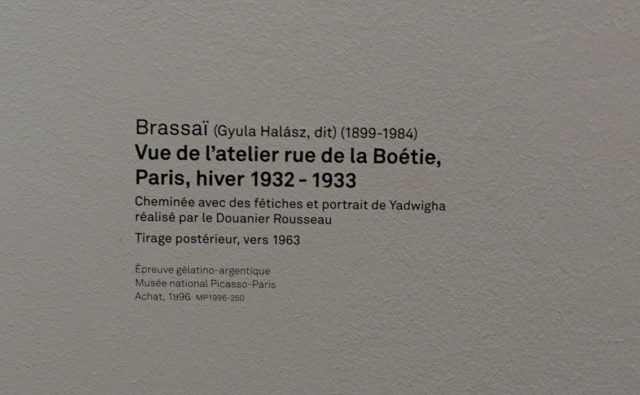 Brassaï (Gyula Halász, dit) (1899-1984)
Vue de l'atelier rue de la Boétie,
Paris, hiver 1932 - 1933
Cheminée avec des fétiches et portrait de Yadwigha
réalisé par le Douanier Rousseau
Tirage postérieur, vers 1963
Épreuve gélatino-argentique
Musée national Picasso-Paris
Achat, 1996. MP1996-260